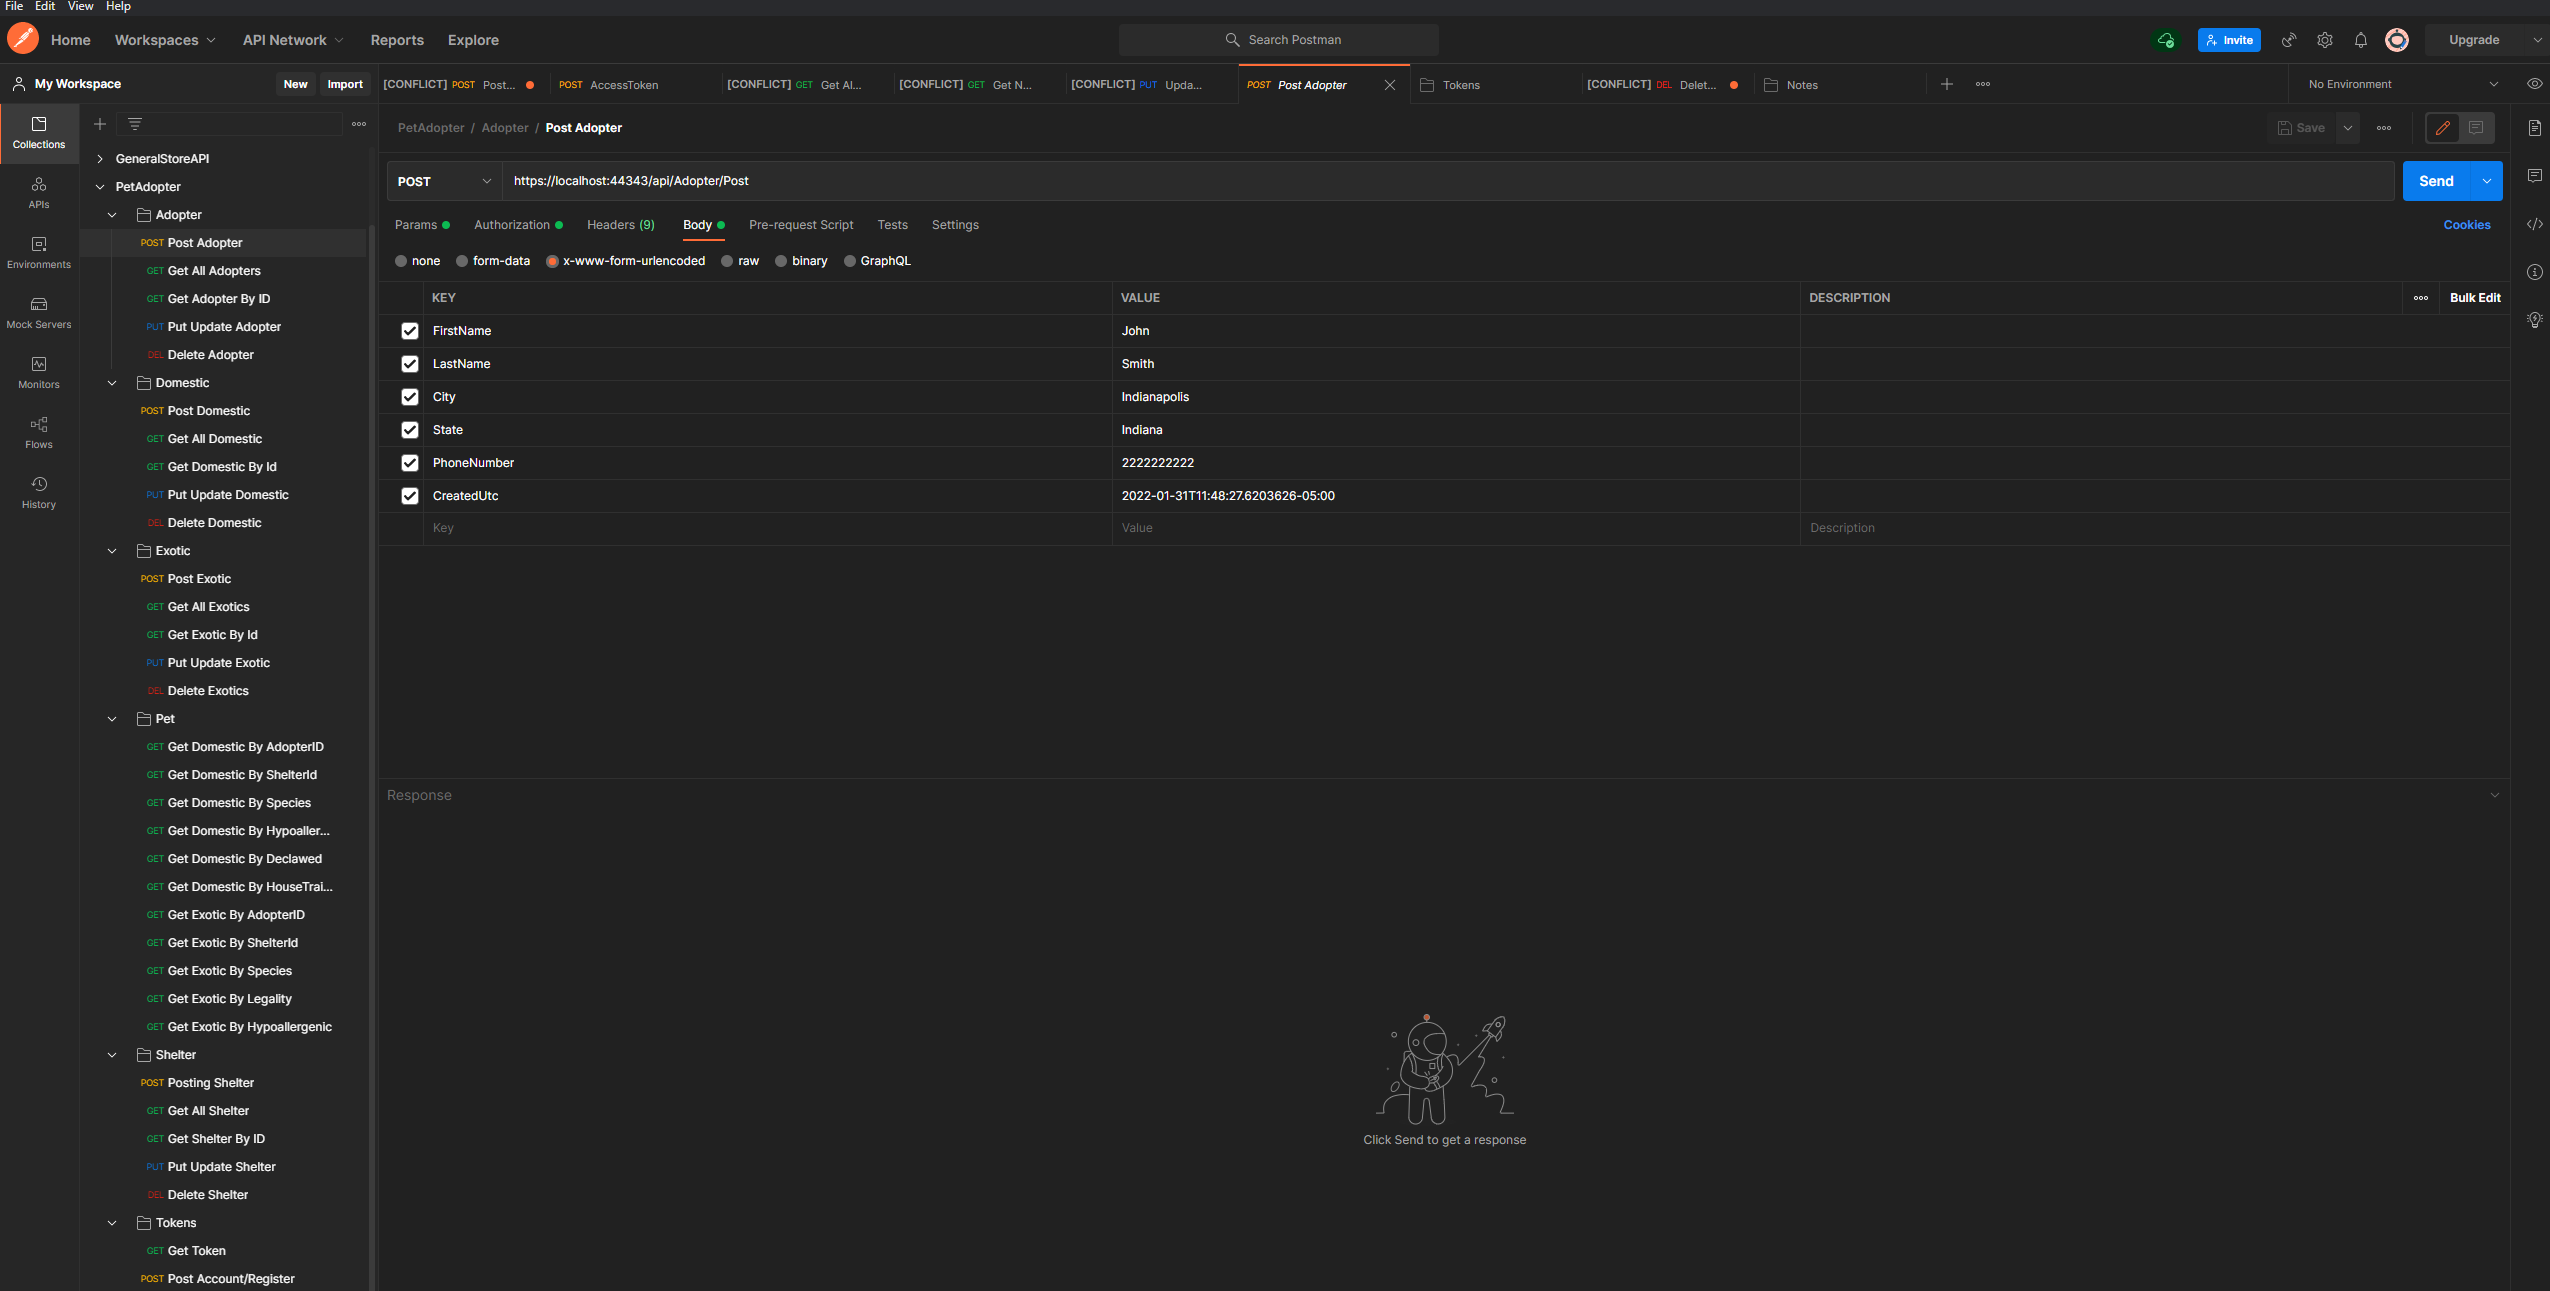 File Edit View Help
Home Workspaces API Network Reports Explore Search Postman Invite Upgrade
My Workspace New Import [CONFLICT] POST Post... POST AccessToken [CONFLICT] GET Get Al... [CONFLICT] GET Get N... [CONFLICT] PUT Upda... POST Post Adopter Tokens [CONFLICT] DEL Delet... Notes No Environment
Collections
APIs
Environments
Mock Servers
Monitors
Flows
History
GeneralStoreAPI
PetAdopter
Adopter
POST Post Adopter
GET Get All Adopters
GET Get Adopter By ID
PUT Put Update Adopter
DEL Delete Adopter
Domestic
POST Post Domestic
GET Get All Domestic
GET Get Domestic By Id
PUT Put Update Domestic
DEL Delete Domestic
Exotic
POST Post Exotic
GET Get All Exotics
GET Get Exotic By Id
PUT Put Update Exotic
DEL Delete Exotics
Pet
GET Get Domestic By AdopterID
GET Get Domestic By ShelterId
GET Get Domestic By Species
GET Get Domestic By Hypoaller...
GET Get Domestic By Declawed
GET Get Domestic By HouseTrai...
GET Get Exotic By AdopterID
GET Get Exotic By ShelterId
GET Get Exotic By Species
GET Get Exotic By Legality
GET Get Exotic By Hypoallergenic
Shelter
POST Posting Shelter
GET Get All Shelter
GET Get Shelter By ID
PUT Put Update Shelter
DEL Delete Shelter
Tokens
GET Get Token
POST Post Account/Register
PetAdopter / Adopter / Post Adopter Save
POST https://localhost:44343/api/Adopter/Post Send
Params Authorization Headers (9) Body Pre-request Script Tests Settings Cookies
none form-data x-www-form-urlencoded raw binary GraphQL
KEY VALUE DESCRIPTION Bulk Edit
FirstName John
LastName Smith
City Indianapolis
State Indiana
PhoneNumber 2222222222
CreatedUtc 2022-01-31T11:48:27.6203626-05:00
Key Value Description
Response
Click Send to get a response